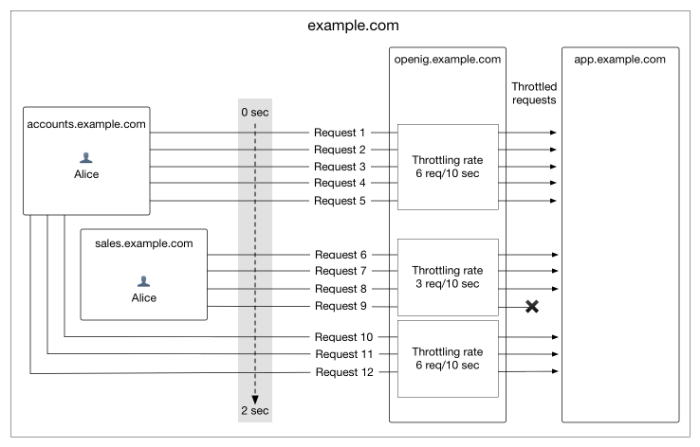 example.com
openig.example.com
app.example.com
Throttled
requests
accounts.example.com
Alice
0 sec
Request 1
Request 2
Request 3
Request 4
Request 5
Throttling rate
6 req/10 sec
sales.example.com
Alice
Request 6
Request 7
Request 8
Request 9
Throttling rate
3 req/10 sec
Request 10
Request 11
Request 12
Throttling rate
6 req/10 sec
2 sec